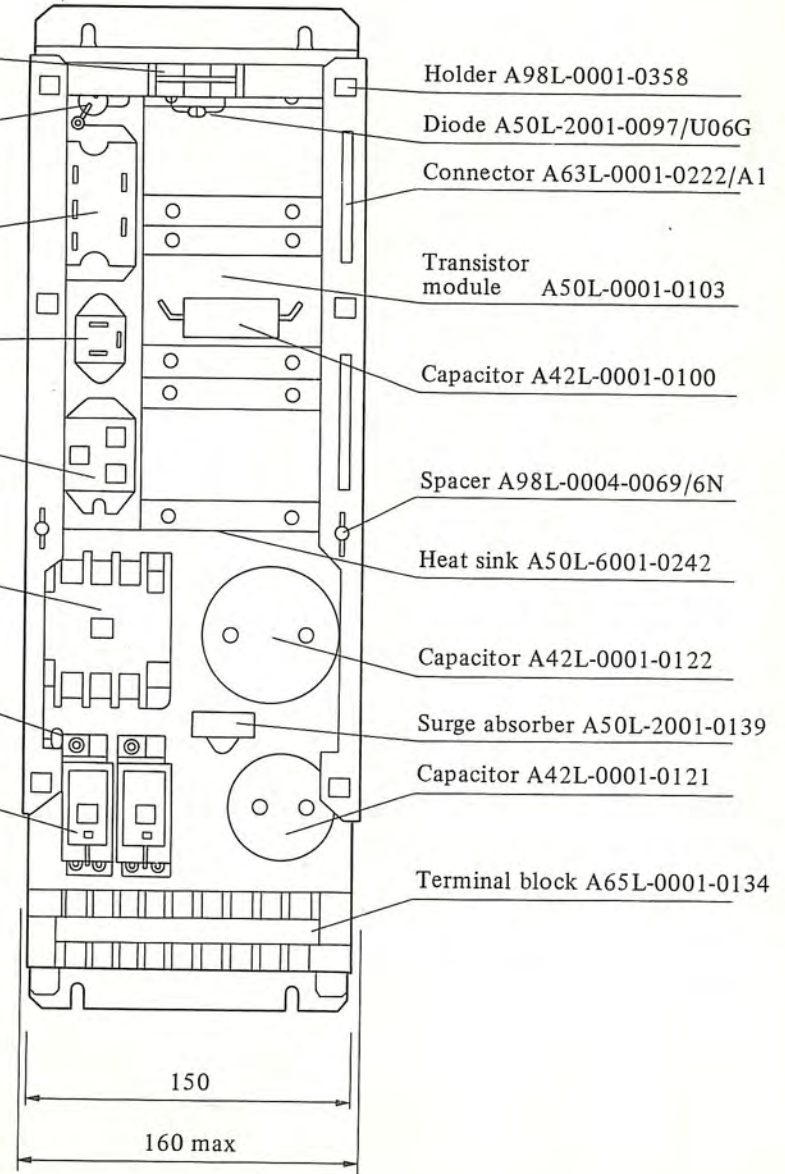 Holder A98L-0001-0358
Diode A50L-2001-0097/U06G
Connector A63L-0001-0222/A1
Transistor
module A50L-0001-0103
Capacitor A42L-0001-0100
Spacer A98L-0004-0069/6N
Heat sink A50L-6001-0242
Capacitor A42L-0001-0122
Surge absorber A50L-2001-0139
Capacitor A42L-0001-0121
Terminal block A65L-0001-0134
150
160 max